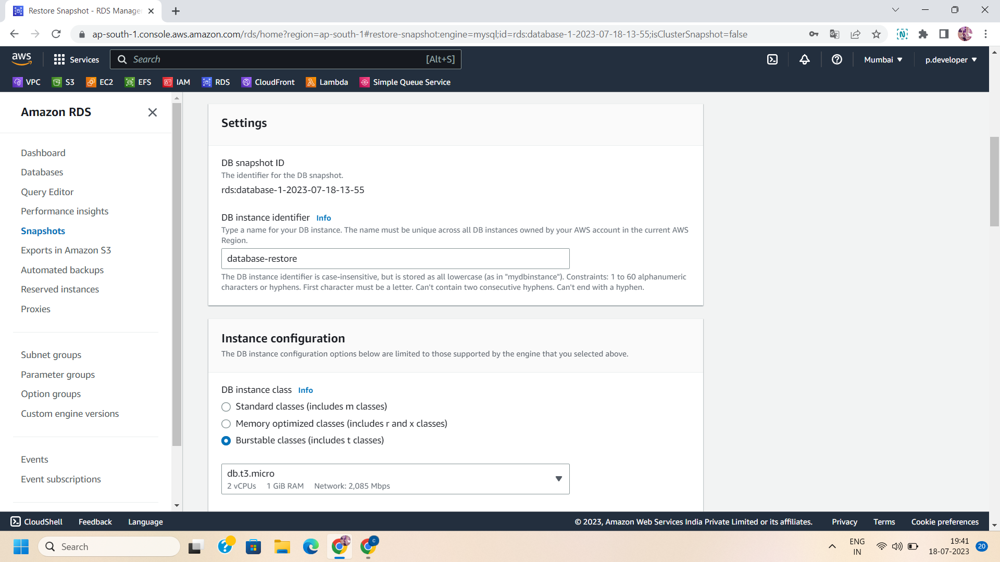 Restore Snapshot - RDS Manage
ap-south-1.console.aws.amazon.com/rds/home?region=ap-south-1#restore-snapshot:engine=mysql;id=rds:database-1-2023-07-18-13-55;isClusterSnapshot=false
aws
Services
Search
[Alt+S]
Mumbai
p.developer
VPC
S3
EC2
EFS
IAM
RDS
CloudFront
Lambda
Simple Queue Service
Amazon RDS
Dashboard
Databases
Query Editor
Performance insights
Snapshots
Exports in Amazon S3
Automated backups
Reserved instances
Proxies
Subnet groups
Parameter groups
Option groups
Custom engine versions
Events
Event subscriptions
Settings
DB snapshot ID
The identifier for the DB snapshot.
rds:database-1-2023-07-18-13-55
DB instance identifier Info
Type a name for your DB instance. The name must be unique across all DB instances owned by your AWS account in the current AWS
Region.
database-restore
The DB instance identifier is case-insensitive, but is stored as all lowercase (as in "mydbinstance"). Constraints: 1 to 60 alphanumeric
characters or hyphens. First character must be a letter. Can't contain two consecutive hyphens. Can't end with a hyphen.
Instance configuration
The DB instance configuration options below are limited to those supported by the engine that you selected above.
DB instance class Info
Standard classes (includes m classes)
Memory optimized classes (includes r and x classes)
Burstable classes (includes t classes)
db.t3.micro
2 vCPUs 1 GiB RAM Network: 2,085 Mbps
CloudShell
Feedback
Language
© 2023, Amazon Web Services India Private Limited or its affiliates.
Privacy
Terms
Cookie preferences
Search
ENG
IN
19:41
18-07-2023
20